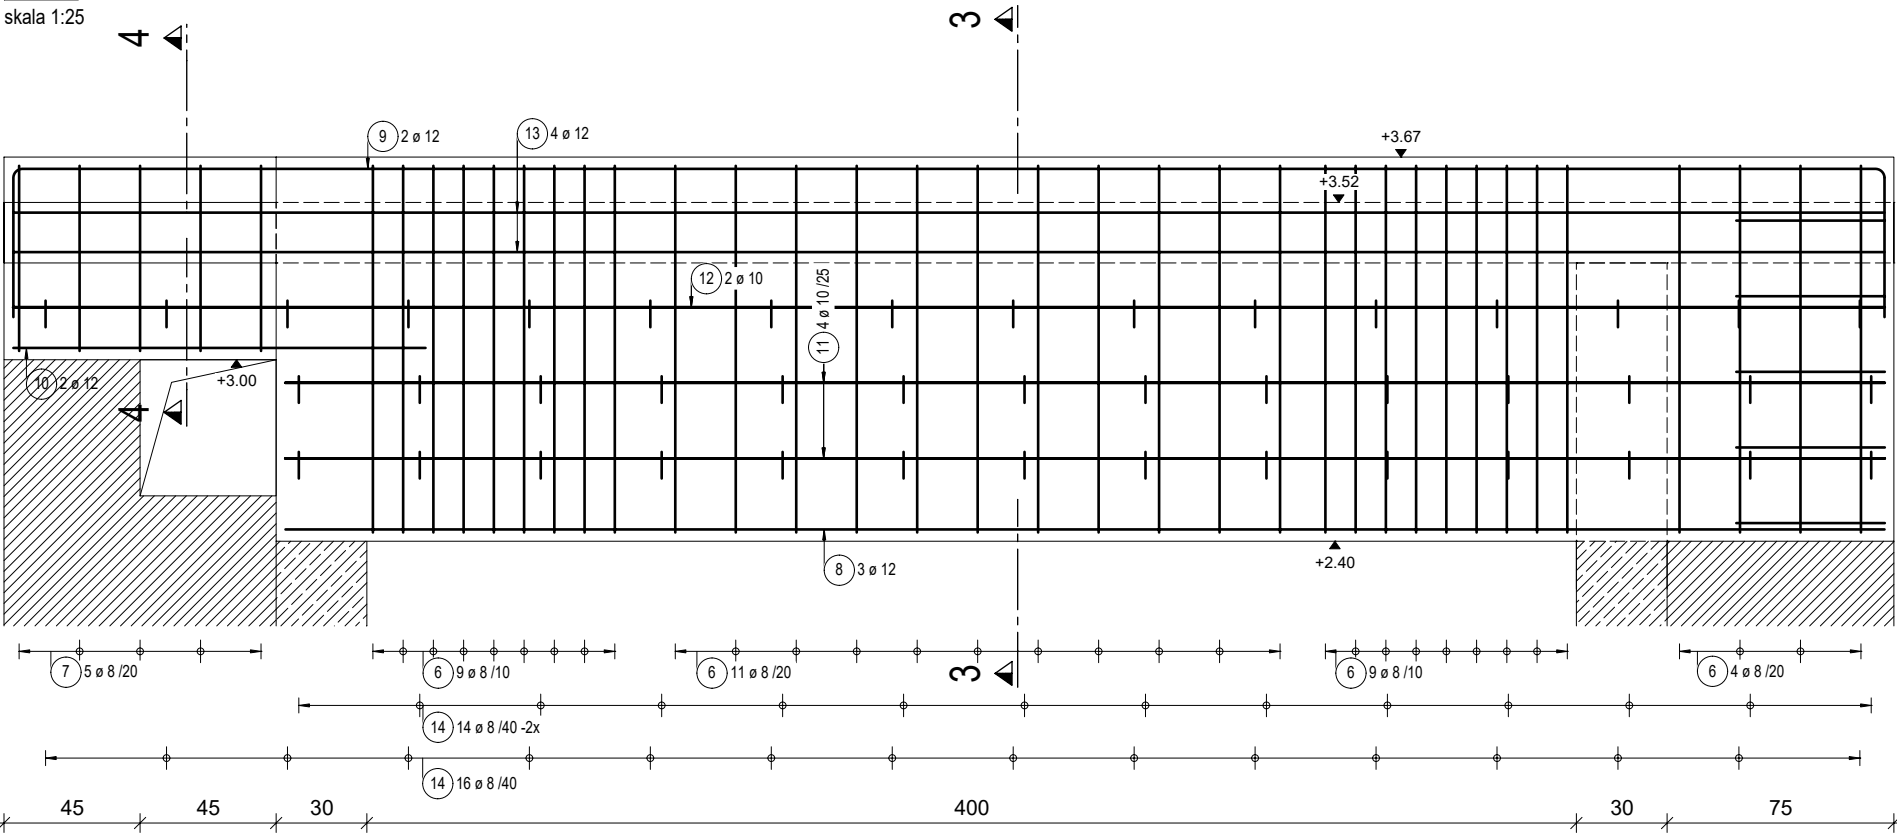 skala 1:25
4
3
9 2 ø 12
13 4 ø 12
+3.67
+3.52
12 2 ø 10
11 4 ø 10 /25
10 2 ø 12
+3.00
4
8 3 ø 12
+2.40
7 5 ø 8 /20
6 9 ø 8 /10
6 11 ø 8 /20
3
6 9 ø 8 /10
6 4 ø 8 /20
14 14 ø 8 /40 -2x
14 16 ø 8 /40
45 45 30 400 30 75